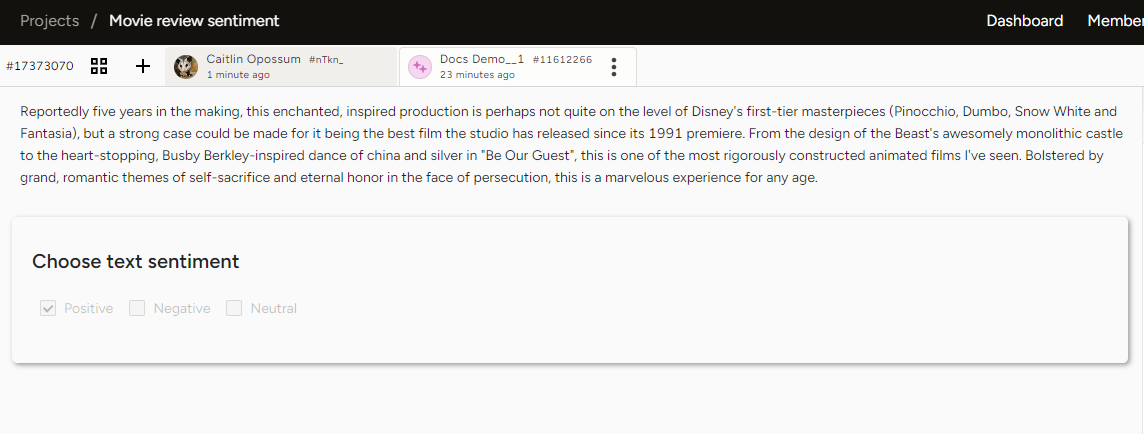 Projects / Movie review sentiment Dashboard Member
#17373070 Caitlin Opossum #nTkn_ Docs Demo__1 #11612266
1 minute ago 23 minutes ago
Reportedly five years in the making, this enchanted, inspired production is perhaps not quite on the level of Disney's first-tier masterpieces (Pinocchio, Dumbo, Snow White and
Fantasia), but a strong case could be made for it being the best film the studio has released since its 1991 premiere. From the design of the Beast's awesomely monolithic castle
to the heart-stopping, Busby Berkley-inspired dance of china and silver in "Be Our Guest", this is one of the most rigorously constructed animated films I've seen. Bolstered by
grand, romantic themes of self-sacrifice and eternal honor in the face of persecution, this is a marvelous experience for any age.
Choose text sentiment
Positive Negative Neutral